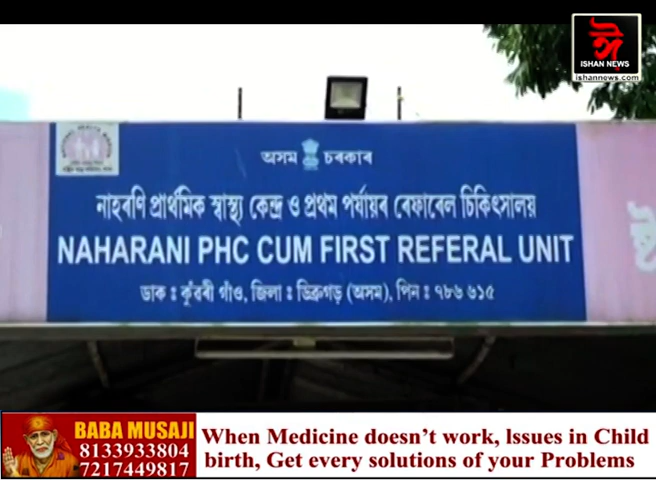 ঈ
ISHAN NEWS
ishannews.com
অসম চৰকাৰ
নাহৰণি প্ৰাথমিক স্বাস্থ্য কেন্দ্ৰ ও প্ৰথম পৰ্যায়ৰ ৰেফাৰেল চিকিৎসালয়
NAHARANI PHC CUM FIRST REFERAL UNIT
ডাক : কুঁৱৰী গাঁও, জিলা : ডিব্ৰুগড় (অসম), পিন : ৭৮৬ ৬১৫
BABA MUSAJI
8133933804
7217449817
When Medicine doesn't work, Issues in Child
birth, Get every solutions of your Problems